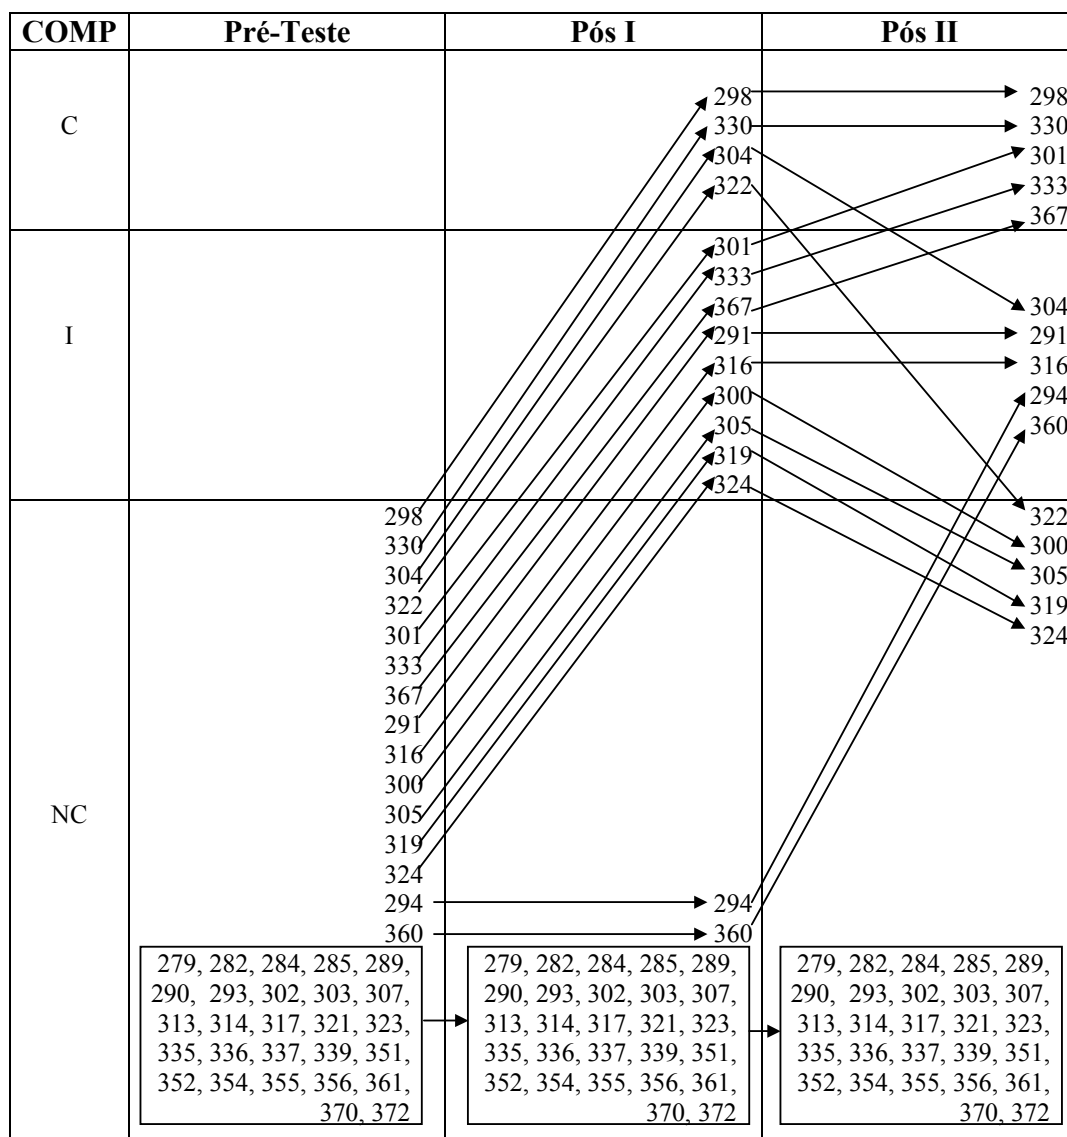 COMP Pré-Teste Pós I Pós II
C
298 298
330 330
304 301
322 333
367
I
301
333
367 304
291 291
316 316
300 294
305 360
319
324
NC
298 322
330 300
304 305
322 319
301 324
333
367
291
316
300
305
319
324
294 294
360 360
279, 282, 284, 285, 289,
290, 293, 302, 303, 307,
313, 314, 317, 321, 323,
335, 336, 337, 339, 351,
352, 354, 355, 356, 361,
370, 372
279, 282, 284, 285, 289,
290, 293, 302, 303, 307,
313, 314, 317, 321, 323,
335, 336, 337, 339, 351,
352, 354, 355, 356, 361,
370, 372
279, 282, 284, 285, 289,
290, 293, 302, 303, 307,
313, 314, 317, 321, 323,
335, 336, 337, 339, 351,
352, 354, 355, 356, 361,
370, 372